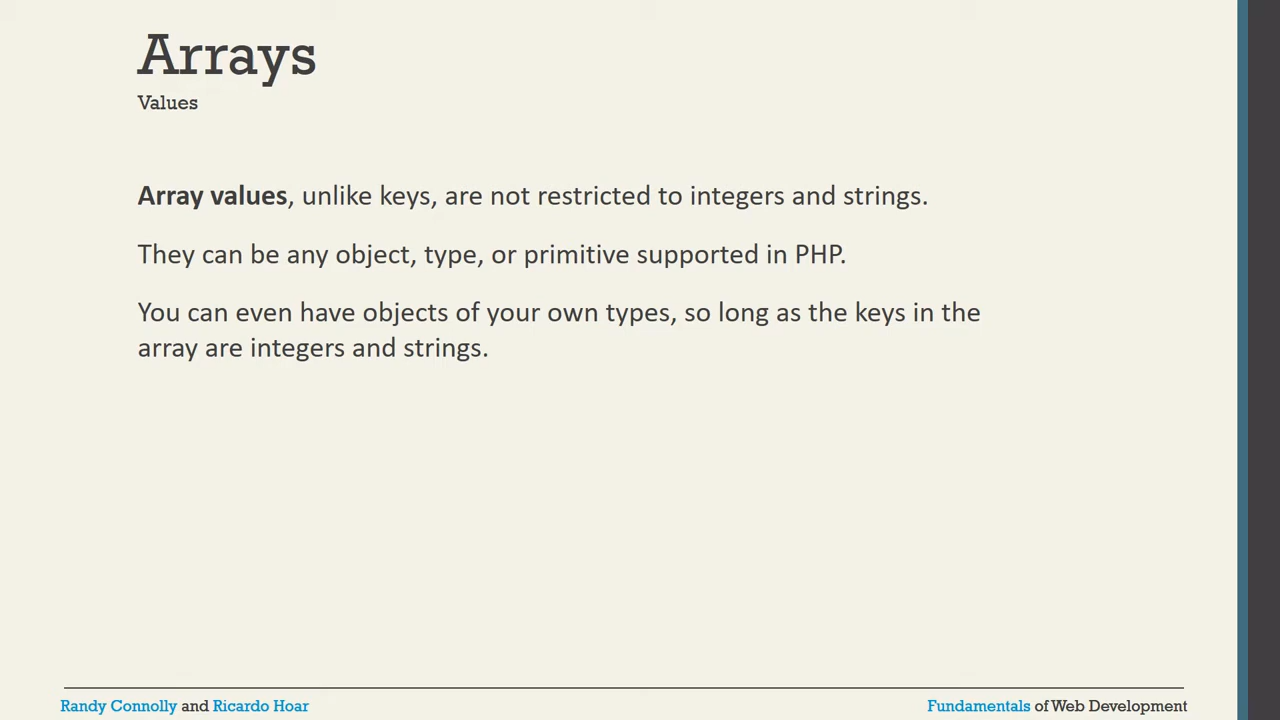 Arrays
Values
Array values, unlike keys, are not restricted to integers and strings.
They can be any object, type, or primitive supported in PHP.
You can even have objects of your own types, so long as the keys in the
array are integers and strings.
Randy Connolly and Ricardo Hoar
Fundamentals of Web Development